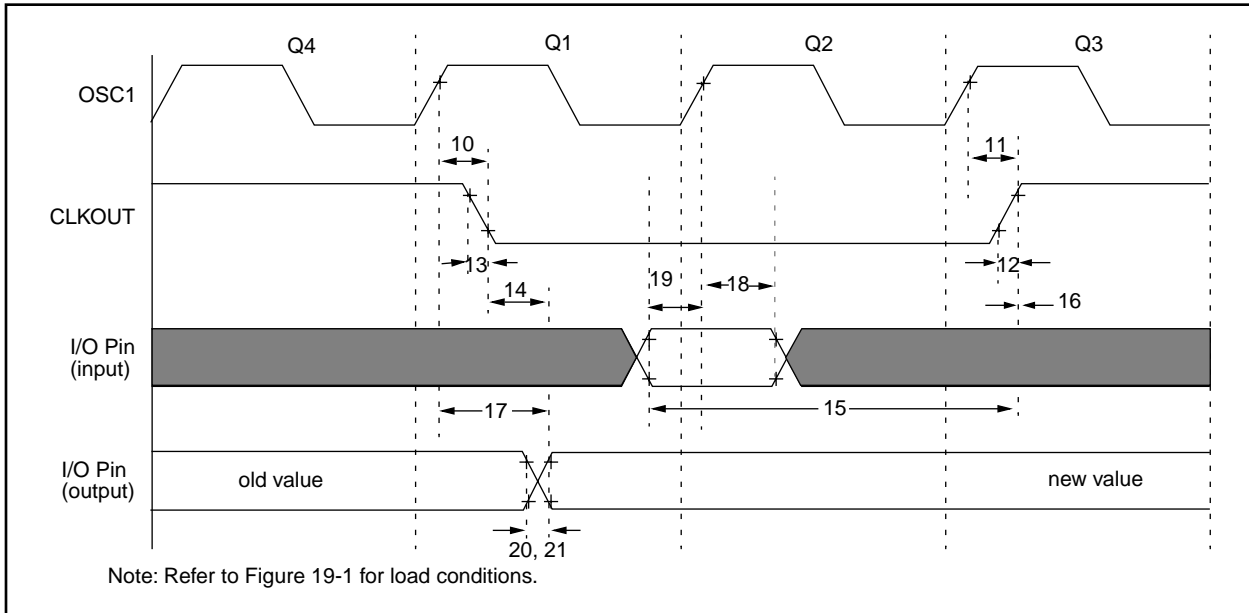 Q4 Q1 Q2 Q3
OSC1
10 11
CLKOUT
13 19 18 12
14 16
I/O Pin
(input)
17 15
I/O Pin
(output)
old value new value
20, 21
Note: Refer to Figure 19-1 for load conditions.